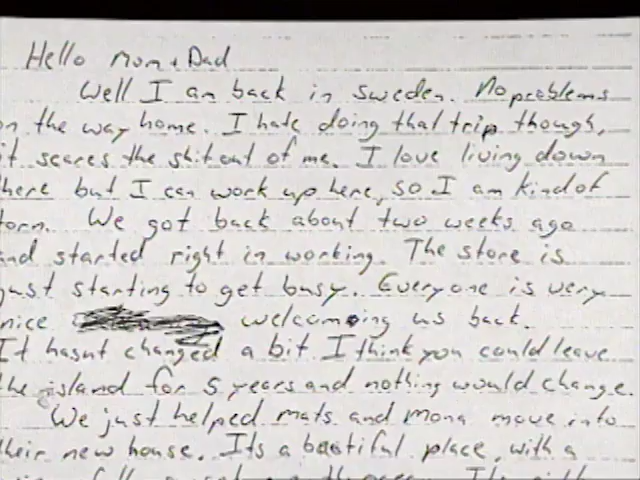 Hello Mom + Dad
Well I am back in Sweden. No problems
on the way home. I hate doing that trip though,
it scares the shit out of me. I love living down
here but I can work up here, so I am kind of
torn. We got back about two weeks ago
and started right in working. The store is
just starting to get busy. Everyone is very
nice welcoming us back.
It hasnt changed a bit I think you could leave
the island for 5 years and nothing would change.
We just helped mats and mona move into
their new house. Its a beatiful place, with a